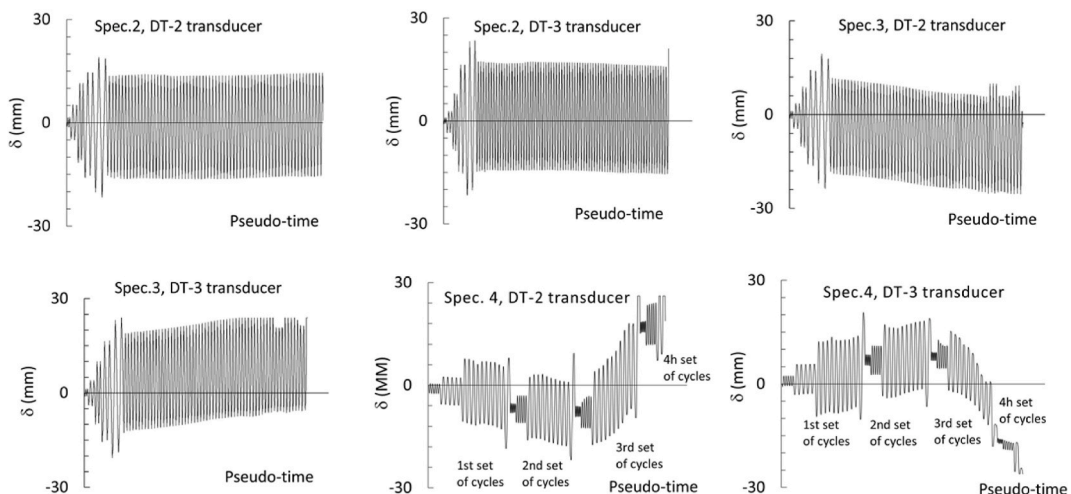 Spec.2, DT-2 transducer
30
0
-30
δ (mm)
Pseudo-time
Spec.2, DT-3 transducer
30
0
-30
δ (mm)
Pseudo-time
Spec.3, DT-2 transducer
30
0
-30
δ (mm)
Pseudo-time
Spec.3, DT-3 transducer
30
0
-30
δ (mm)
Pseudo-time
Spec. 4, DT-2 transducer
30
0
-30
δ (MM)
1st set
of cycles
2nd set
of cycles
3rd set
of cycles
4h set
of cycles
Pseudo-time
Spec.4, DT-3 transducer
30
0
-30
δ (mm)
1st set
of cycles
2nd set
of cycles
3rd set
of cycles
4h set
of cycles
Pseudo-time